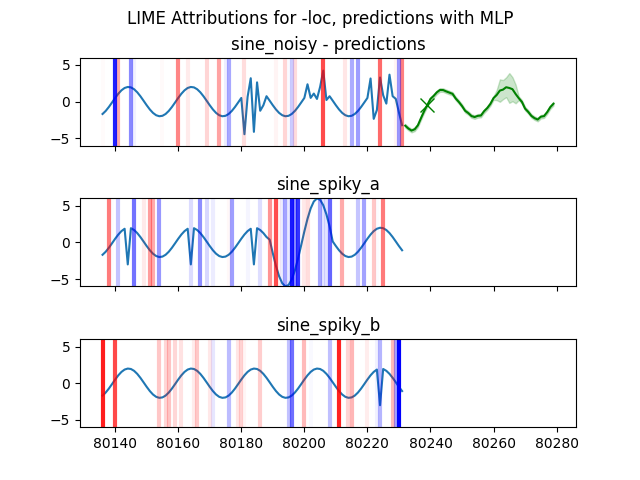 LIME Attributions for -loc, predictions with MLP
sine_noisy - predictions
5
0
−5
sine_spiky_a
5
0
−5
sine_spiky_b
5
0
−5
80140 80160 80180 80200 80220 80240 80260 80280